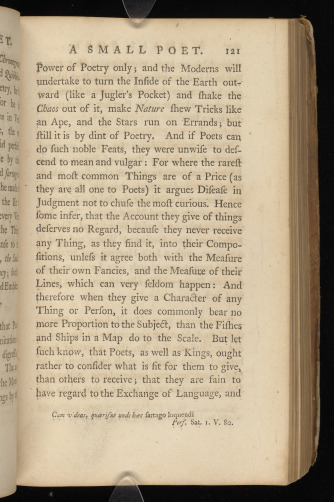 A SMALL POET. 121
Power of Poetry only; and the Moderns will
undertake to turn the Inſide of the Earth out-
ward (like a Jugler's Pocket) and ſhake the
Chaos out of it, make Nature ſhew Tricks like
an Ape, and the Stars run on Errands; but
ſtill it is by dint of Poetry. And if Poets can
do ſuch noble Feats, they were unwiſe to deſ-
cend to mean and vulgar: For where the rareſt
and moſt common Things are of a Price (as
they are all one to Poets) it argues Diſeaſe in
Judgment not to chuſe the moſt curious. Hence
ſome infer, that the Account they give of things
deſerves no Regard, becauſe they never receive
any Thing, as they find it, into their Compo-
ſitions, unleſs it agree both with the Meaſure
of their own Fancies, and the Meaſure of their
Lines, which can very ſeldom happen: And
therefore when they give a Character of any
Thing or Perſon, it does commonly bear no
more Proportion to the Subject, than the Fiſhes
and Ships in a Map do to the Scale. But let
ſuch know, that Poets, as well as Kings, ought
rather to conſider what is fit for them to give,
than others to receive; that they are fain to
have regard to the Exchange of Language, and
unde hæc ſartago loquendi
Perſ. Sat. 1. V. 80.